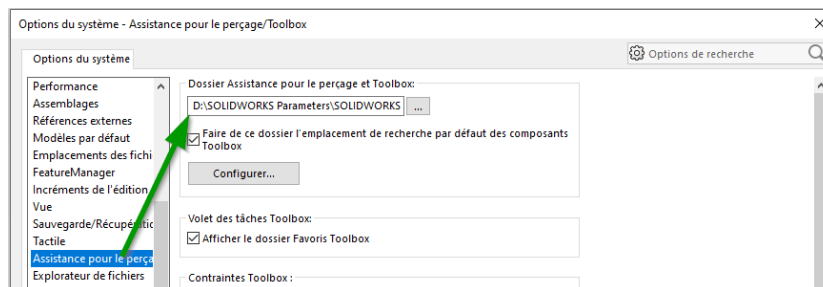 Options du système - Assistance pour le perçage/Toolbox
Options du système
Options de recherche
Performance
Assemblages
Références externes
Modèles par défaut
Emplacements des fichi
FeatureManager
Incréments de l'édition
Vue
Sauvegarde/Récupératic
Tactile
Assistance pour le perça
Explorateur de fichiers
Dossier Assistance pour le perçage et Toolbox:
D:\SOLIDWORKS Parameters\SOLIDWORKS
...
Faire de ce dossier l'emplacement de recherche par défaut des composants
Toolbox
Configurer...
Volet des tâches Toolbox:
Afficher le dossier Favoris Toolbox
Contraintes Toolbox :